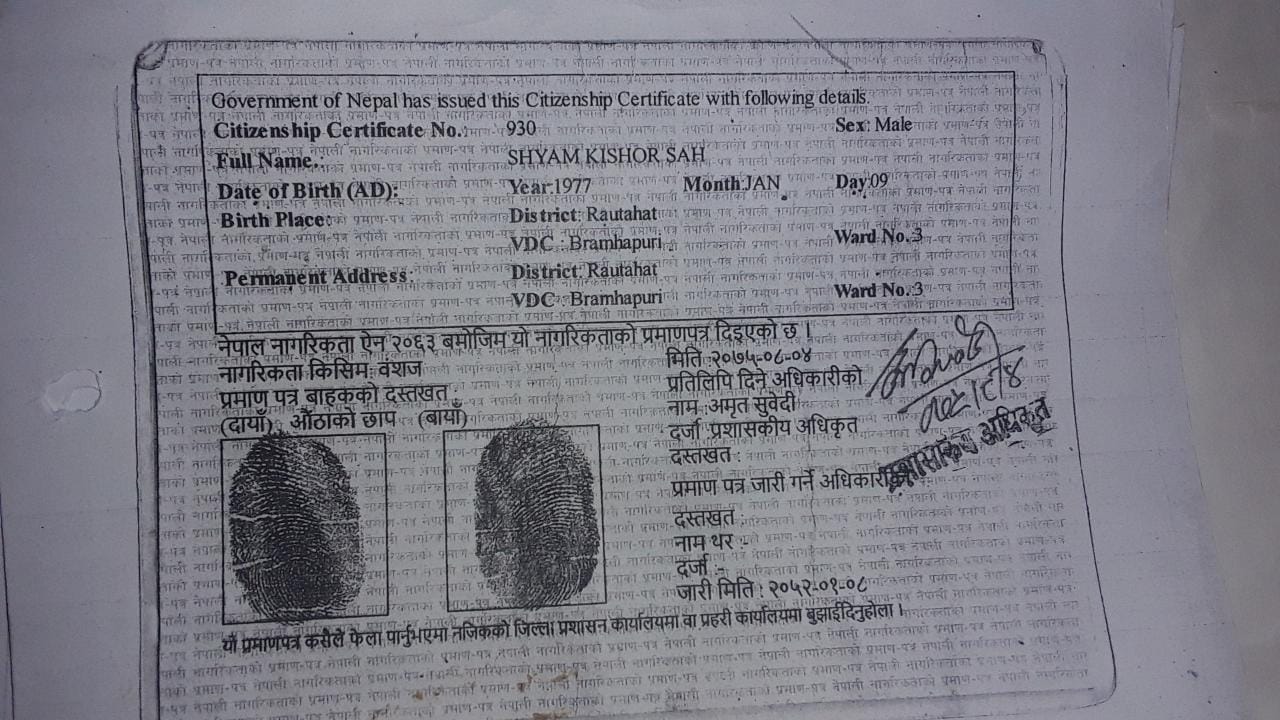 Government of Nepal has issued this Citizenship Certificate with following details.
Citizenship Certificate No.: 930 Sex: Male
Full Name.: SHYAM KISHOR SAH
Date of Birth (AD): Year:1977 Month:JAN Day:09
Birth Place: District: Rautahat
VDC : Bramhapuri Ward No.:3
Permanent Address: District: Rautahat
VDC : Bramhapuri Ward No.:3
नेपाल नागरिकता ऐन २०६३ बमोजिम यो नागरिकताको प्रमाणपत्र दिइएको छ ।
नागरिकता किसिम: वंशज
प्रमाण पत्र बाहकको दस्तखत
(दायाँ) औंठाको छाप (बायाँ)
मिति :२०७५-०८-०४
प्रतिलिपि दिने अधिकारीको
नाम :अमृत सुवेदी
दर्जा :प्रशासकीय अधिकृत
दस्तखत :
प्रशासकीय अधिकृत
प्रमाण पत्र जारी गर्ने अधिकारीको
दस्तखत :
नाम थर :-
दर्जा :-
जारी मिति : २०५२-०१-०८
यो प्रमाणपत्र कसैले फेला पार्नुभएमा नजिकको जिल्ला प्रशासन कार्यालयमा वा प्रहरी कार्यालयमा बुझाईदिनुहोला ।